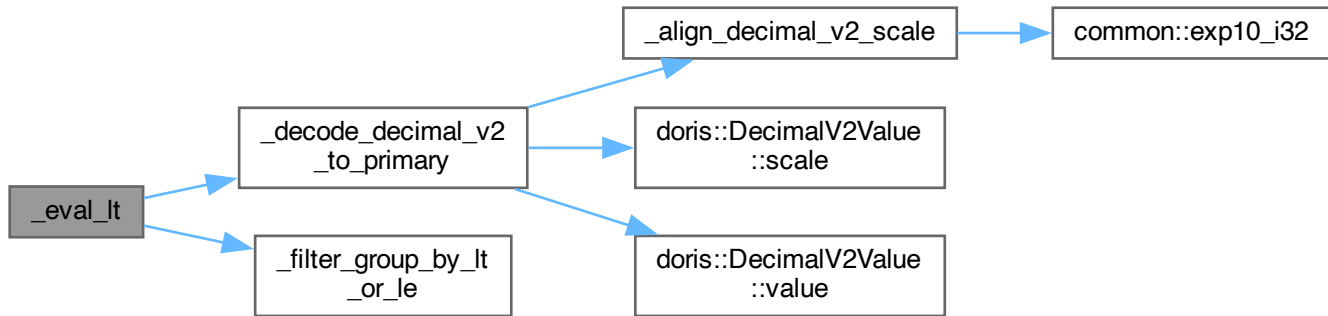 _align_decimal_v2_scale
common::exp10_i32
_decode_decimal_v2
_to_primary
doris::DecimalV2Value
::scale
_eval_lt
_filter_group_by_lt
_or_le
doris::DecimalV2Value
::value